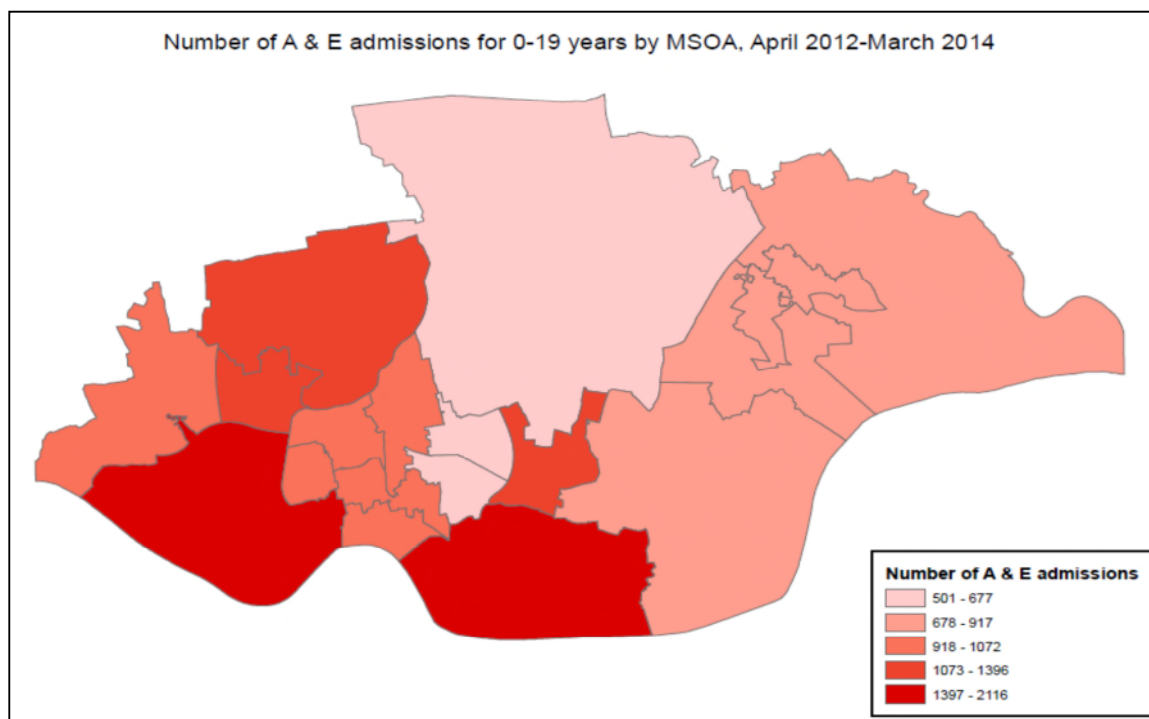 Number of A & E admissions for 0-19 years by MSOA, April 2012-March 2014
Number of A & E admissions
501 - 677
678 - 917
918 - 1072
1073 - 1396
1397 - 2116